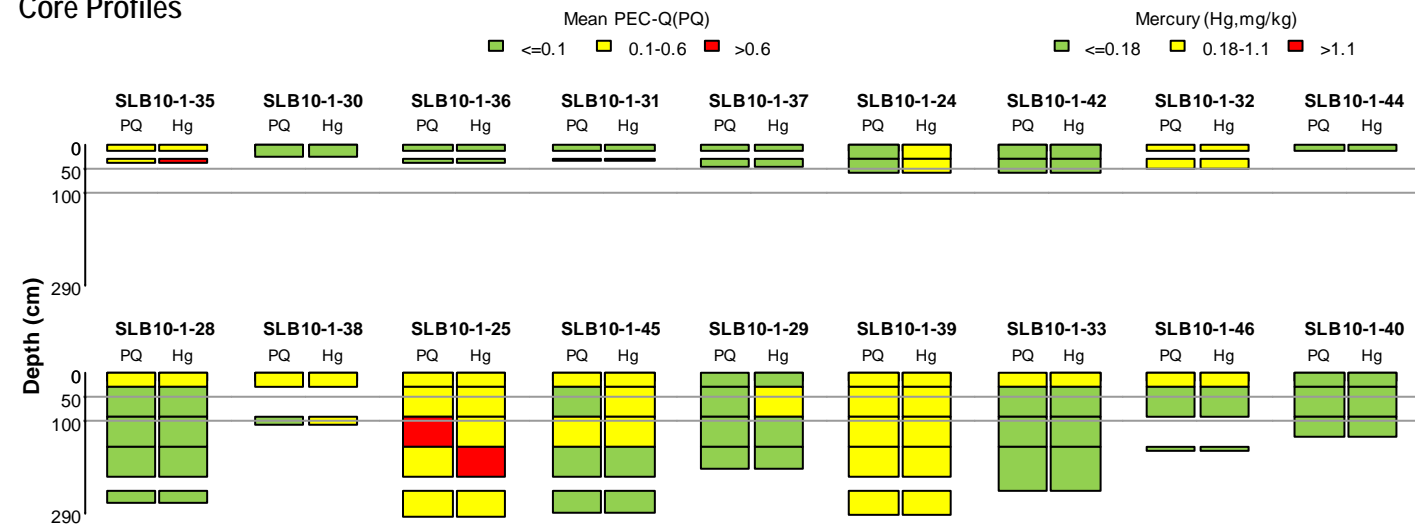 Core Profiles
Mean PEC-Q(PQ) Mercury (Hg,mg/kg)
<=0.1 0.1-0.6 >0.6 <=0.18 0.18-1.1 >1.1
SLB10-1-35 SLB10-1-30 SLB10-1-36 SLB10-1-31 SLB10-1-37 SLB10-1-24 SLB10-1-42 SLB10-1-32 SLB10-1-44
PQ Hg PQ Hg PQ Hg PQ Hg PQ Hg PQ Hg PQ Hg PQ Hg PQ Hg
0
50
100
290
Depth (cm)
SLB10-1-28 SLB10-1-38 SLB10-1-25 SLB10-1-45 SLB10-1-29 SLB10-1-39 SLB10-1-33 SLB10-1-46 SLB10-1-40
PQ Hg PQ Hg PQ Hg PQ Hg PQ Hg PQ Hg PQ Hg PQ Hg PQ Hg
0
50
100
290